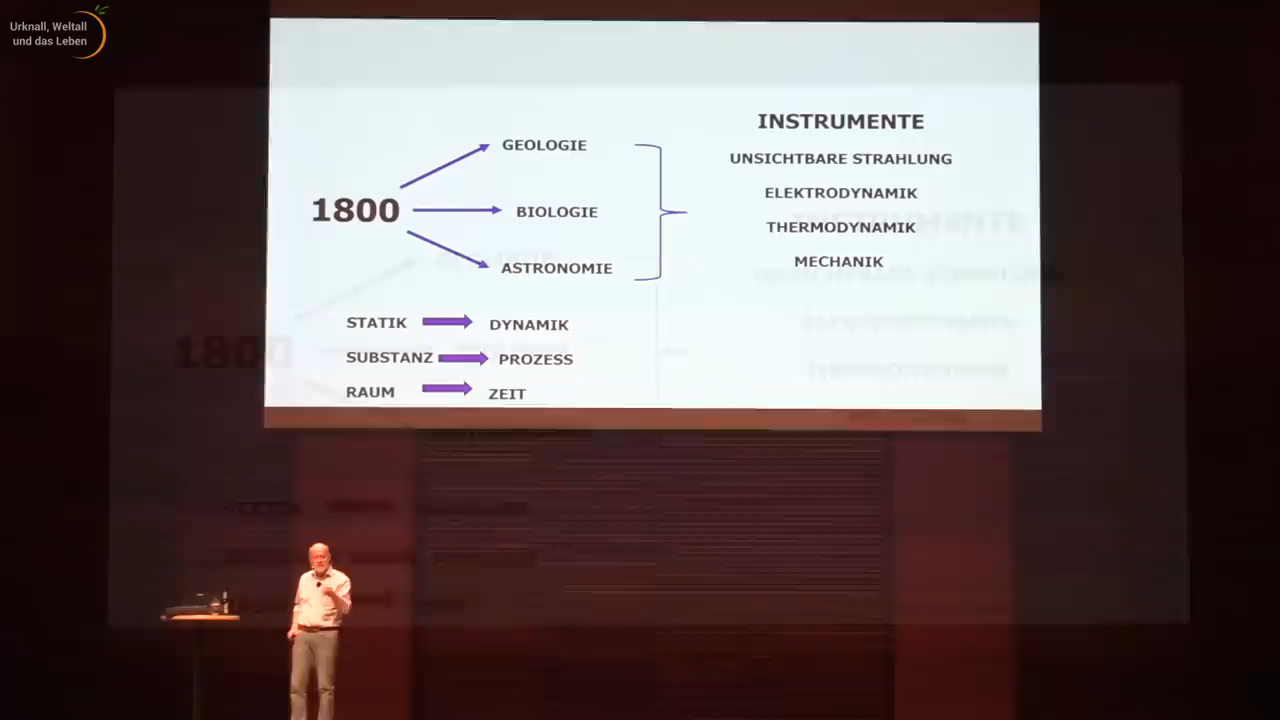 Urknall, Weltall
und das Leben
1800
GEOLOGIE
BIOLOGIE
ASTRONOMIE
INSTRUMENTE
UNSICHTBARE STRAHLUNG
ELEKTRODYNAMIK
THERMODYNAMIK
MECHANIK
STATIK DYNAMIK
SUBSTANZ PROZESS
RAUM ZEIT